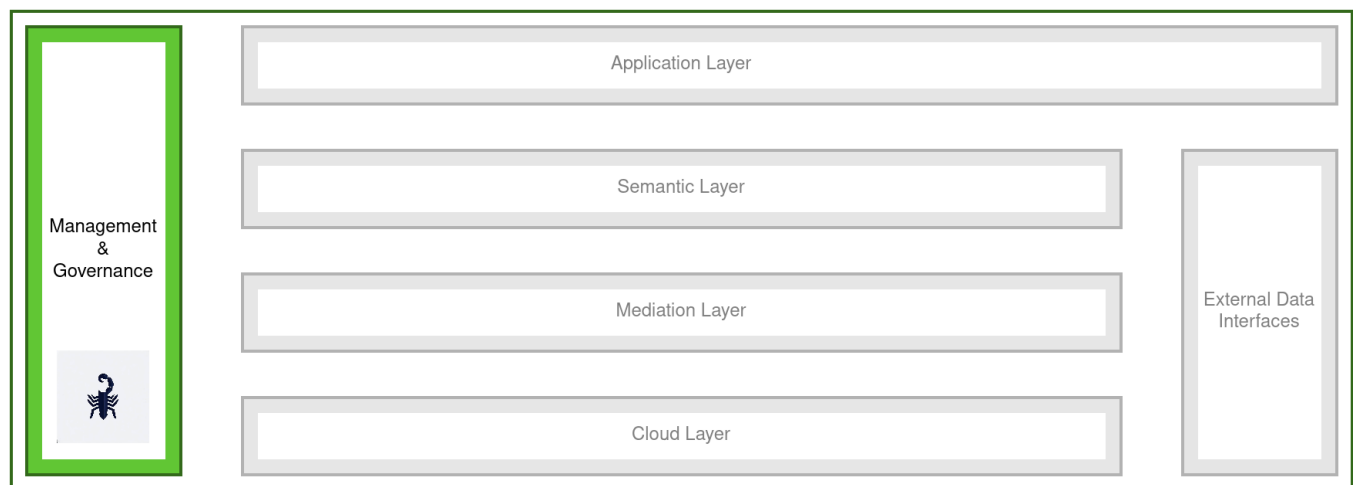 Application Layer
Semantic Layer
Management
&
Governance
External Data
Interfaces
Mediation Layer
Cloud Layer